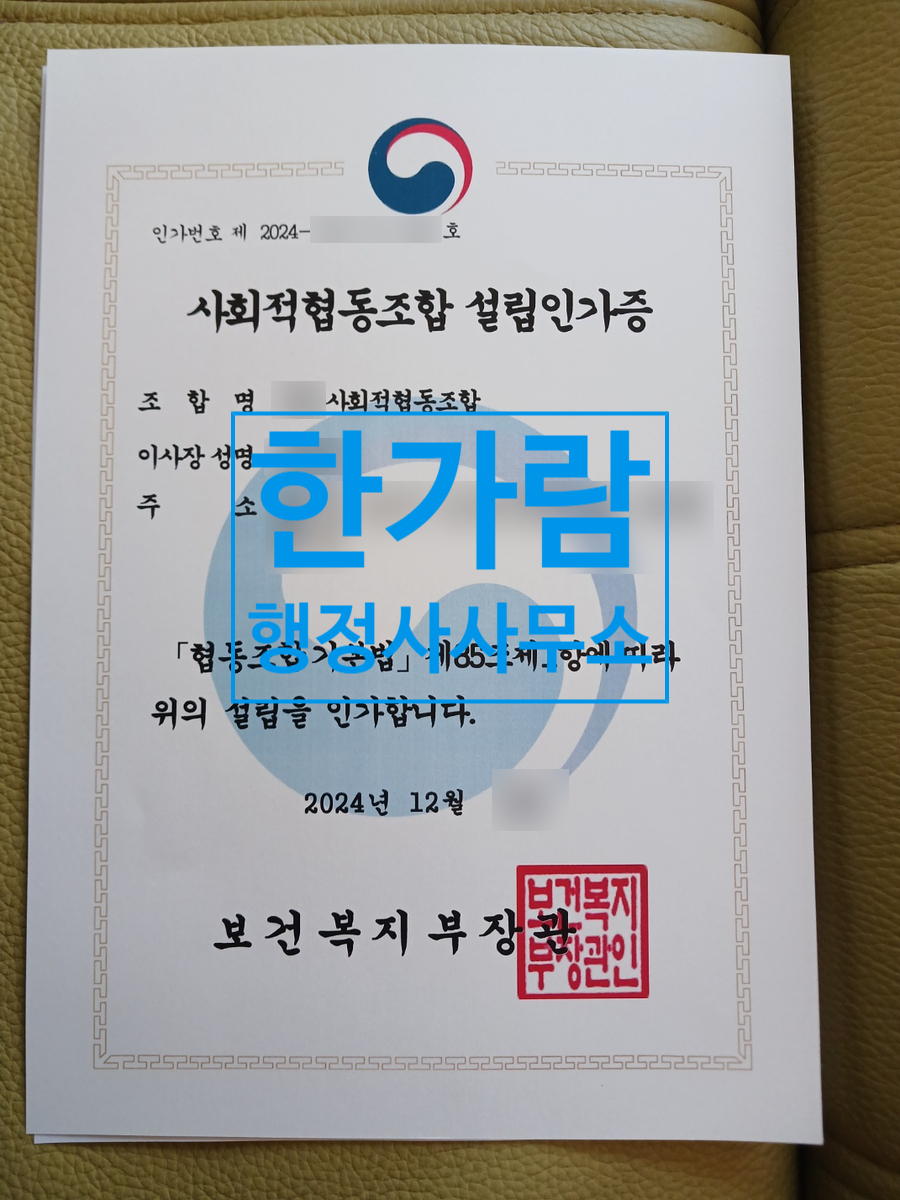 인가번호 제 2024- 호
사회적협동조합 설립인가증
조 합 명 사회적협동조합
이사장 성명
주 소
한가람
행정사사무소
「협동조합기본법」제85조제1항에 따라
위의 설립을 인가합니다.
2024년 12월
보건복지부장관
보건복지
부장관인